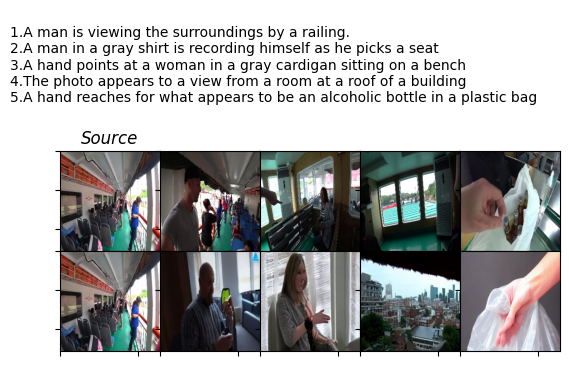 1.A man is viewing the surroundings by a railing.
2.A man in a gray shirt is recording himself as he picks a seat
3.A hand points at a woman in a gray cardigan sitting on a bench
4.The photo appears to a view from a room at a roof of a building
5.A hand reaches for what appears to be an alcoholic bottle in a plastic bag
Source